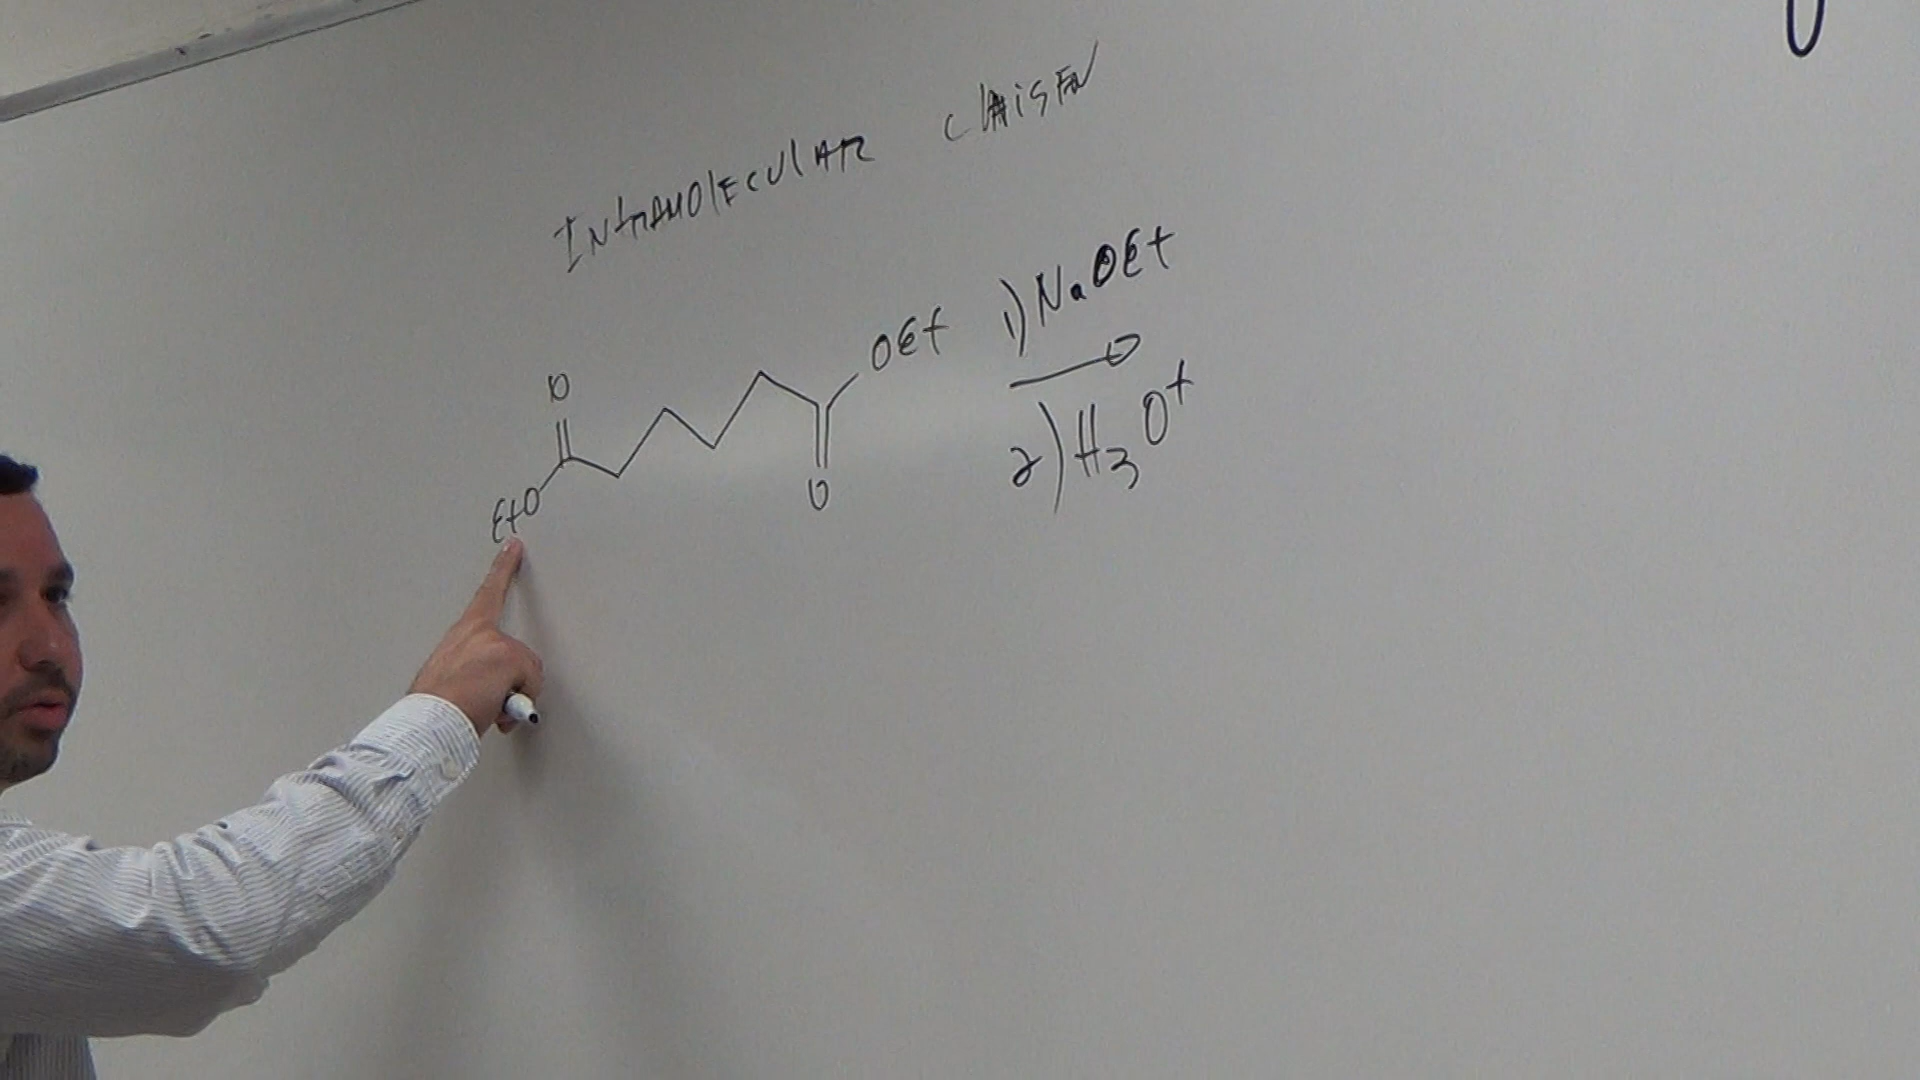 INtRAMOlECUlAR ClAiSEN
O
EtO
O
OEt
1) NaOEt
2) H3O+